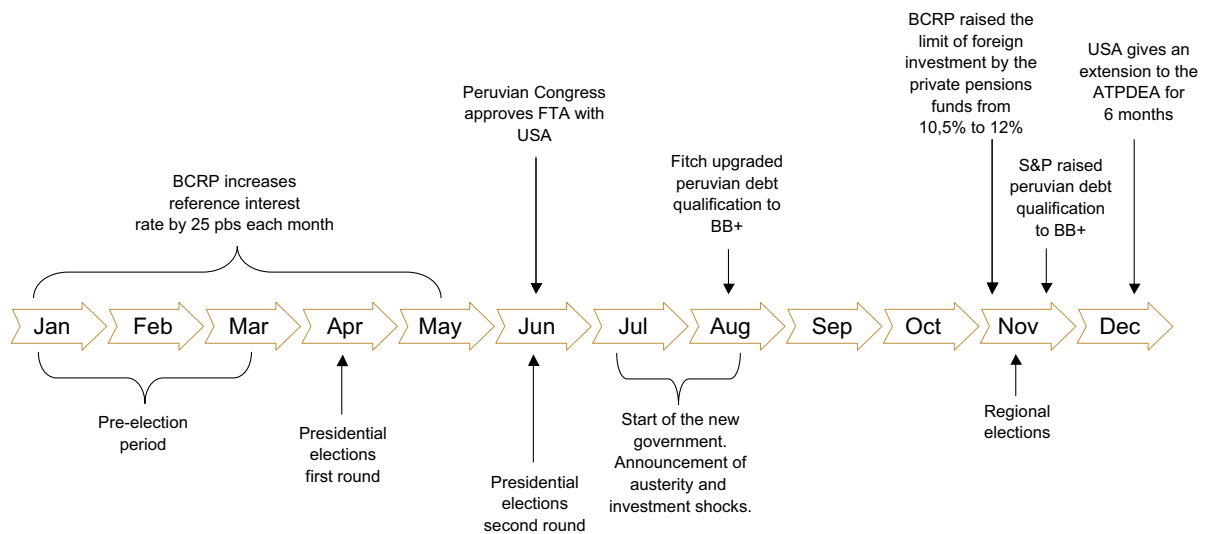 BCRP raised the
limit of foreign
investment by the
private pensions
funds from
10,5% to 12%
USA gives an
extension to the
ATPDEA for
6 months
Peruvian Congress
approves FTA with
USA
Fitch upgraded
peruvian debt
qualification to
BB+
S&P raised
peruvian debt
qualification
to BB+
BCRP increases
reference interest
rate by 25 pbs each month
Jan Feb Mar Apr May Jun Jul Aug Sep Oct Nov Dec
Pre-election
period
Presidential
elections
first round
Presidential
elections
second round
Start of the new
government.
Announcement of
austerity and
investment shocks.
Regional
elections